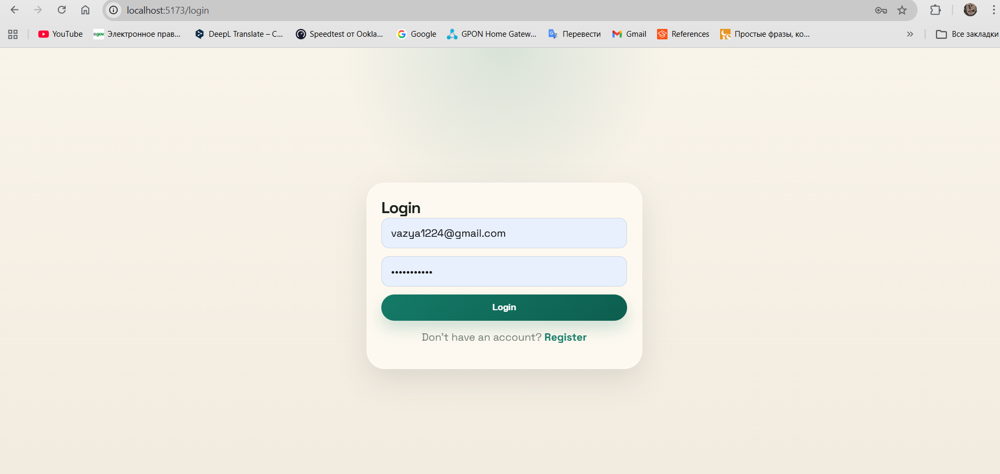 localhost:5173/login
YouTube
Электронное прав...
DeepL Translate – С...
Speedtest от Ookla...
Google
GPON Home Gatew...
Перевести
Gmail
References
Простые фразы, ко...
Все закладки
Login
vazya1224@gmail.com
Login
Don't have an account? Register